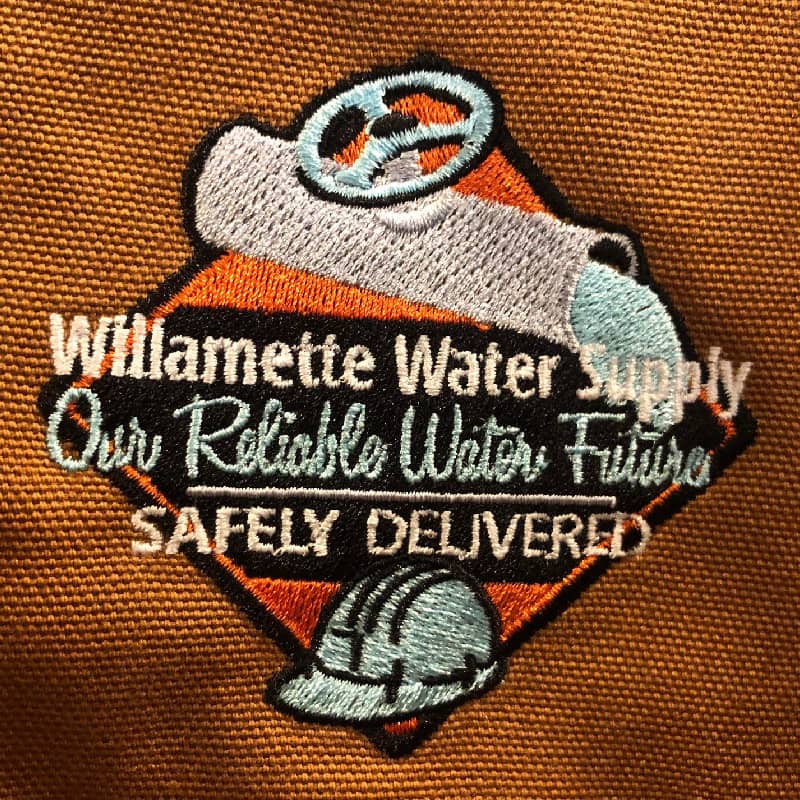 Willamette Water Supply
Our Reliable Water Future
SAFELY DELIVERED